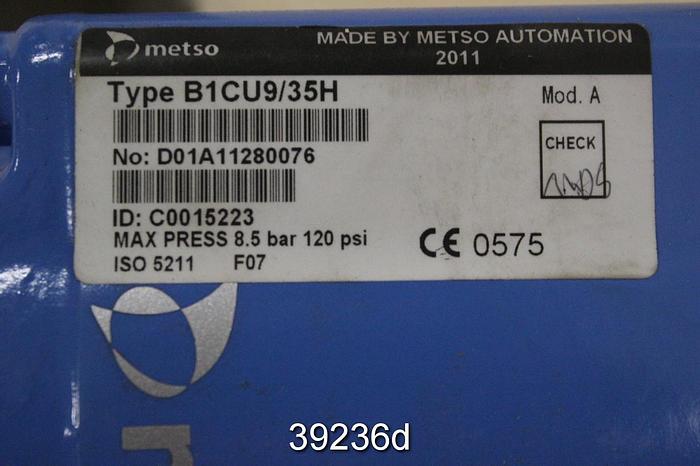 metso
MADE BY METSO AUTOMATION
2011
Type B1CU9/35H
Mod. A
No: D01A11280076
CHECK
ID: C0015223
MAX PRESS 8.5 bar 120 psi
CE 0575
ISO 5211 F07
39236d